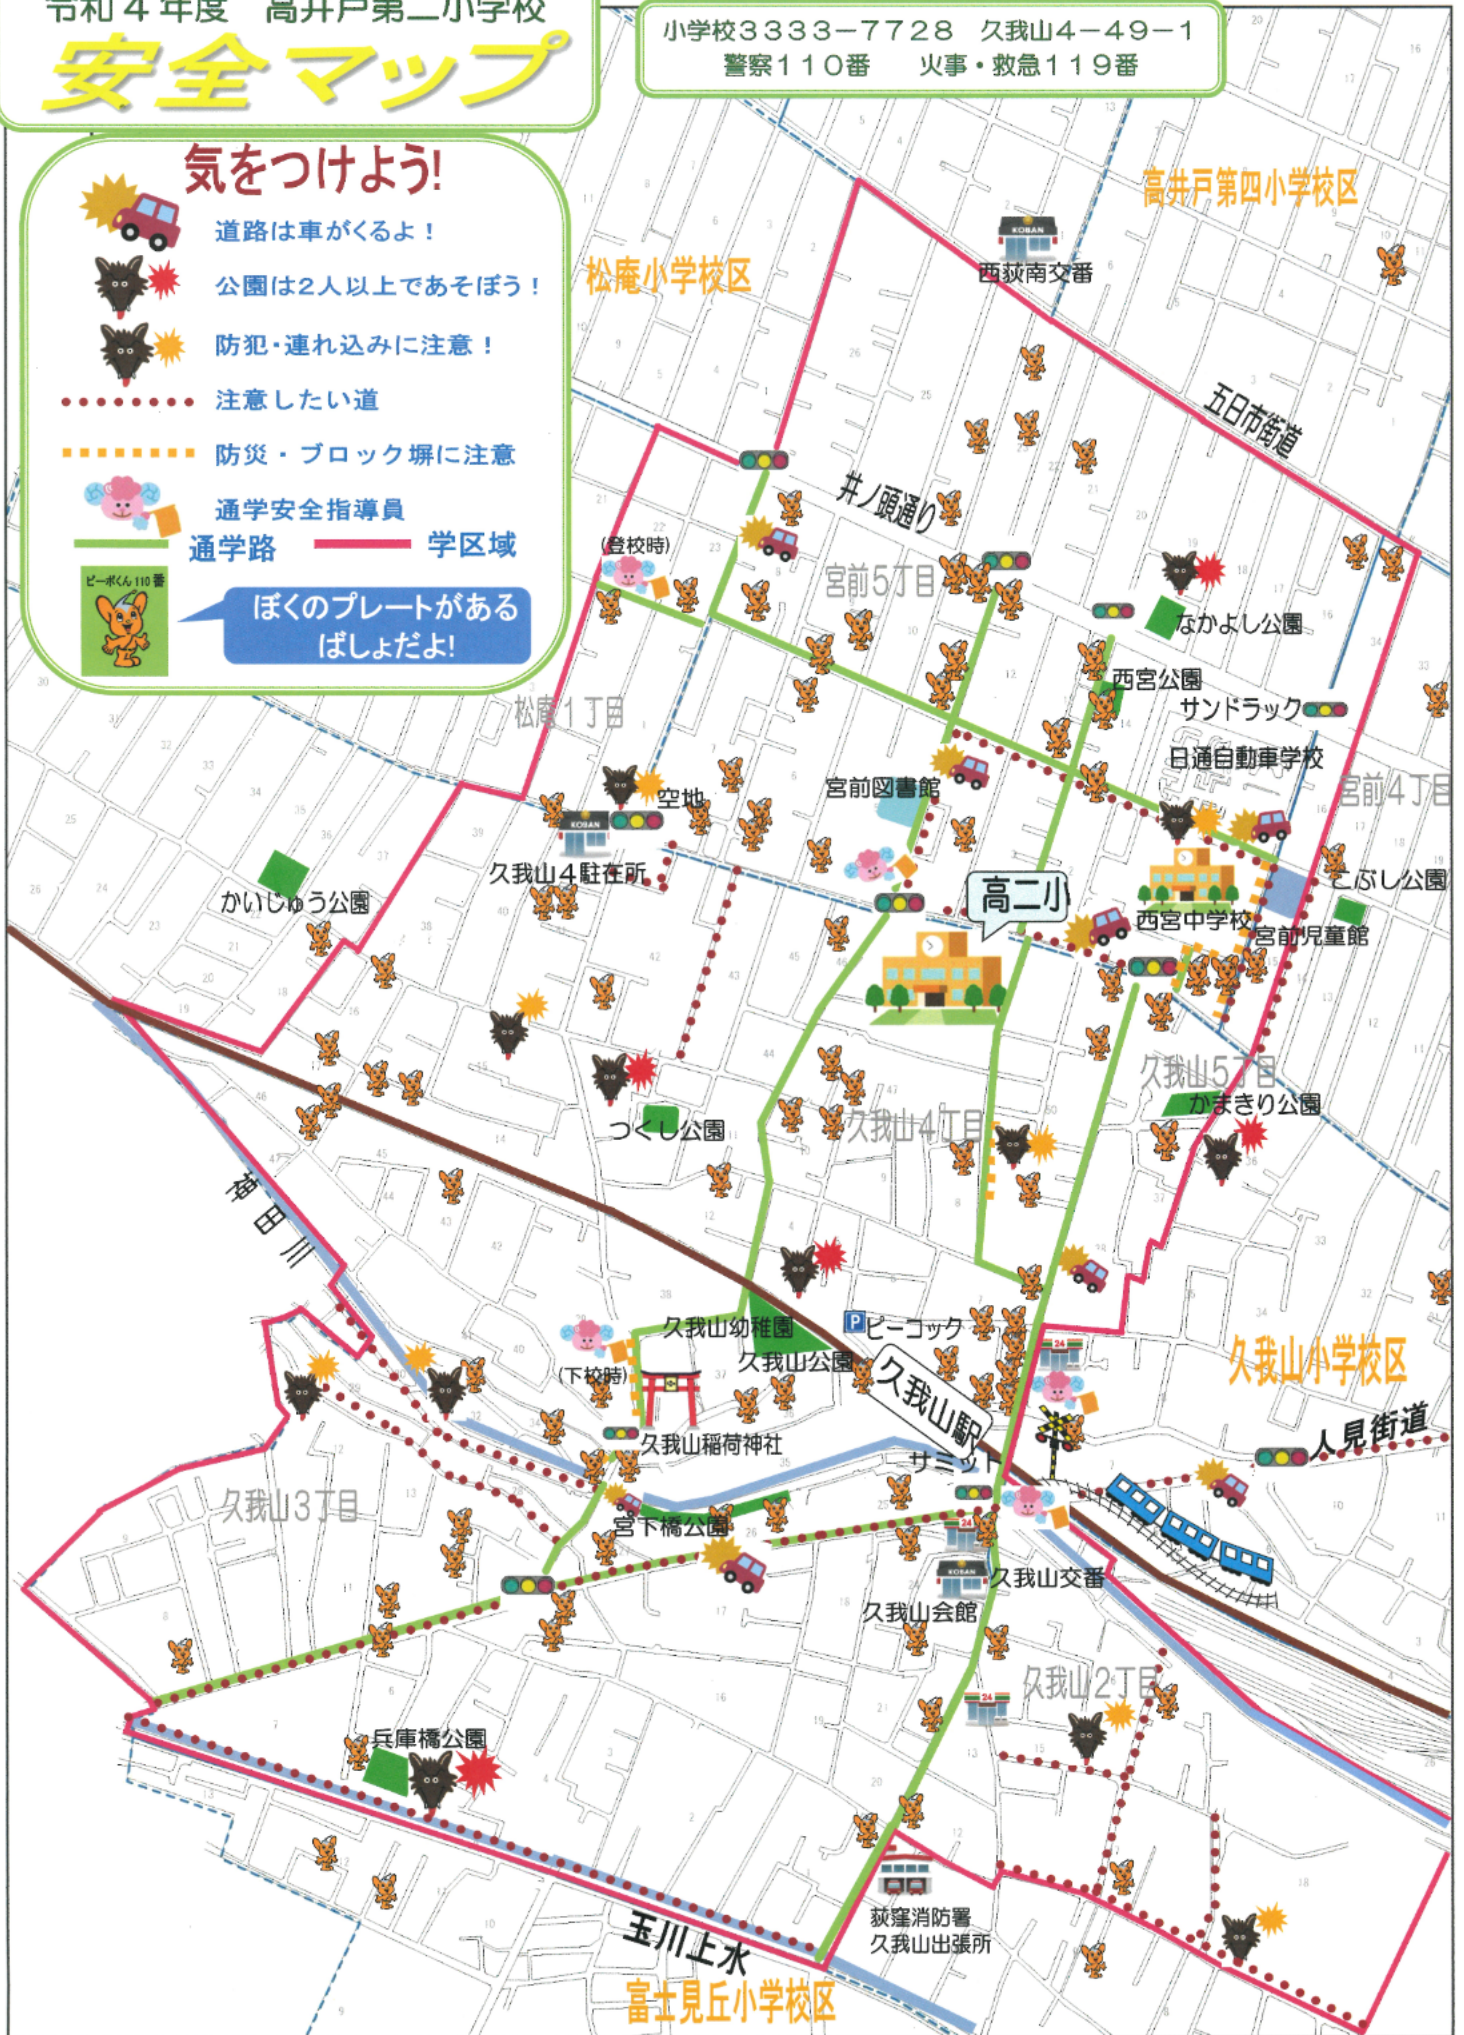 令和４年度　高井戸第二小学校
安全マップ
小学校３３３３－７７２８　久我山４－４９－１
警察１１０番　　火事・救急１１９番
気をつけよう!
道路は車がくるよ！
公園は2人以上であそぼう！
防犯・連れ込みに注意！
注意したい道
防災・ブロック塀に注意
通学安全指導員
通学路
学区域
ピーポくん110番
ぼくのプレートがある
ばしょだよ!
高井戸第四小学校区
KOBAN
西荻南交番
松庵小学校区
五日市街道
井ノ頭通り
(登校時)
宮前5丁目
なかよし公園
西宮公園
サンドラック
松庵1丁目
日通自動車学校
宮前図書館
宮前4丁目
空地
KOBAN
久我山4駐在所
かいじゅう公園
高二小
こぶし公園
西宮中学校
宮前児童館
久我山5丁目
かまきり公園
つくし公園
久我山4丁目
神田川
久我山幼稚園
P
ピーコック
久我山公園
(下校時)
24
久我山小学校区
久我山駅
人見街道
久我山稲荷神社
サミット
久我山3丁目
宮下橋公園
24
KOBAN
久我山交番
久我山会館
久我山2丁目
24
兵庫橋公園
荻窪消防署
久我山出張所
玉川上水
富士見丘小学校区